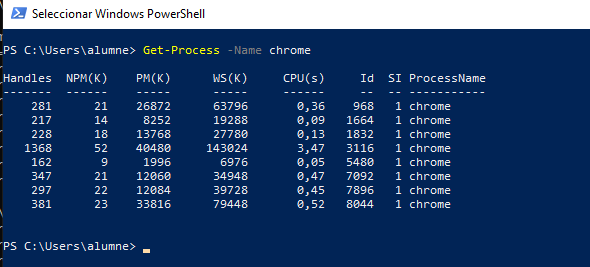 Seleccionar Windows PowerShell
PS C:\Users\alumne> Get-Process -Name chrome
Handles  NPM(K)    PM(K)      WS(K)     CPU(s)     Id  SI ProcessName
-------  ------    -----      -----     ------     --  -- -----------
    281      21    26872      63796       0,36    968   1 chrome
    217      14     8252      19288       0,09   1664   1 chrome
    228      18    13768      27780       0,13   1832   1 chrome
   1368      52    40480     143024       3,47   3116   1 chrome
    162       9     1996       6976       0,05   5480   1 chrome
    347      21    12060      34948       0,47   7092   1 chrome
    297      22    12084      39728       0,45   7896   1 chrome
    381      23    33816      79448       0,52   8044   1 chrome
PS C:\Users\alumne>